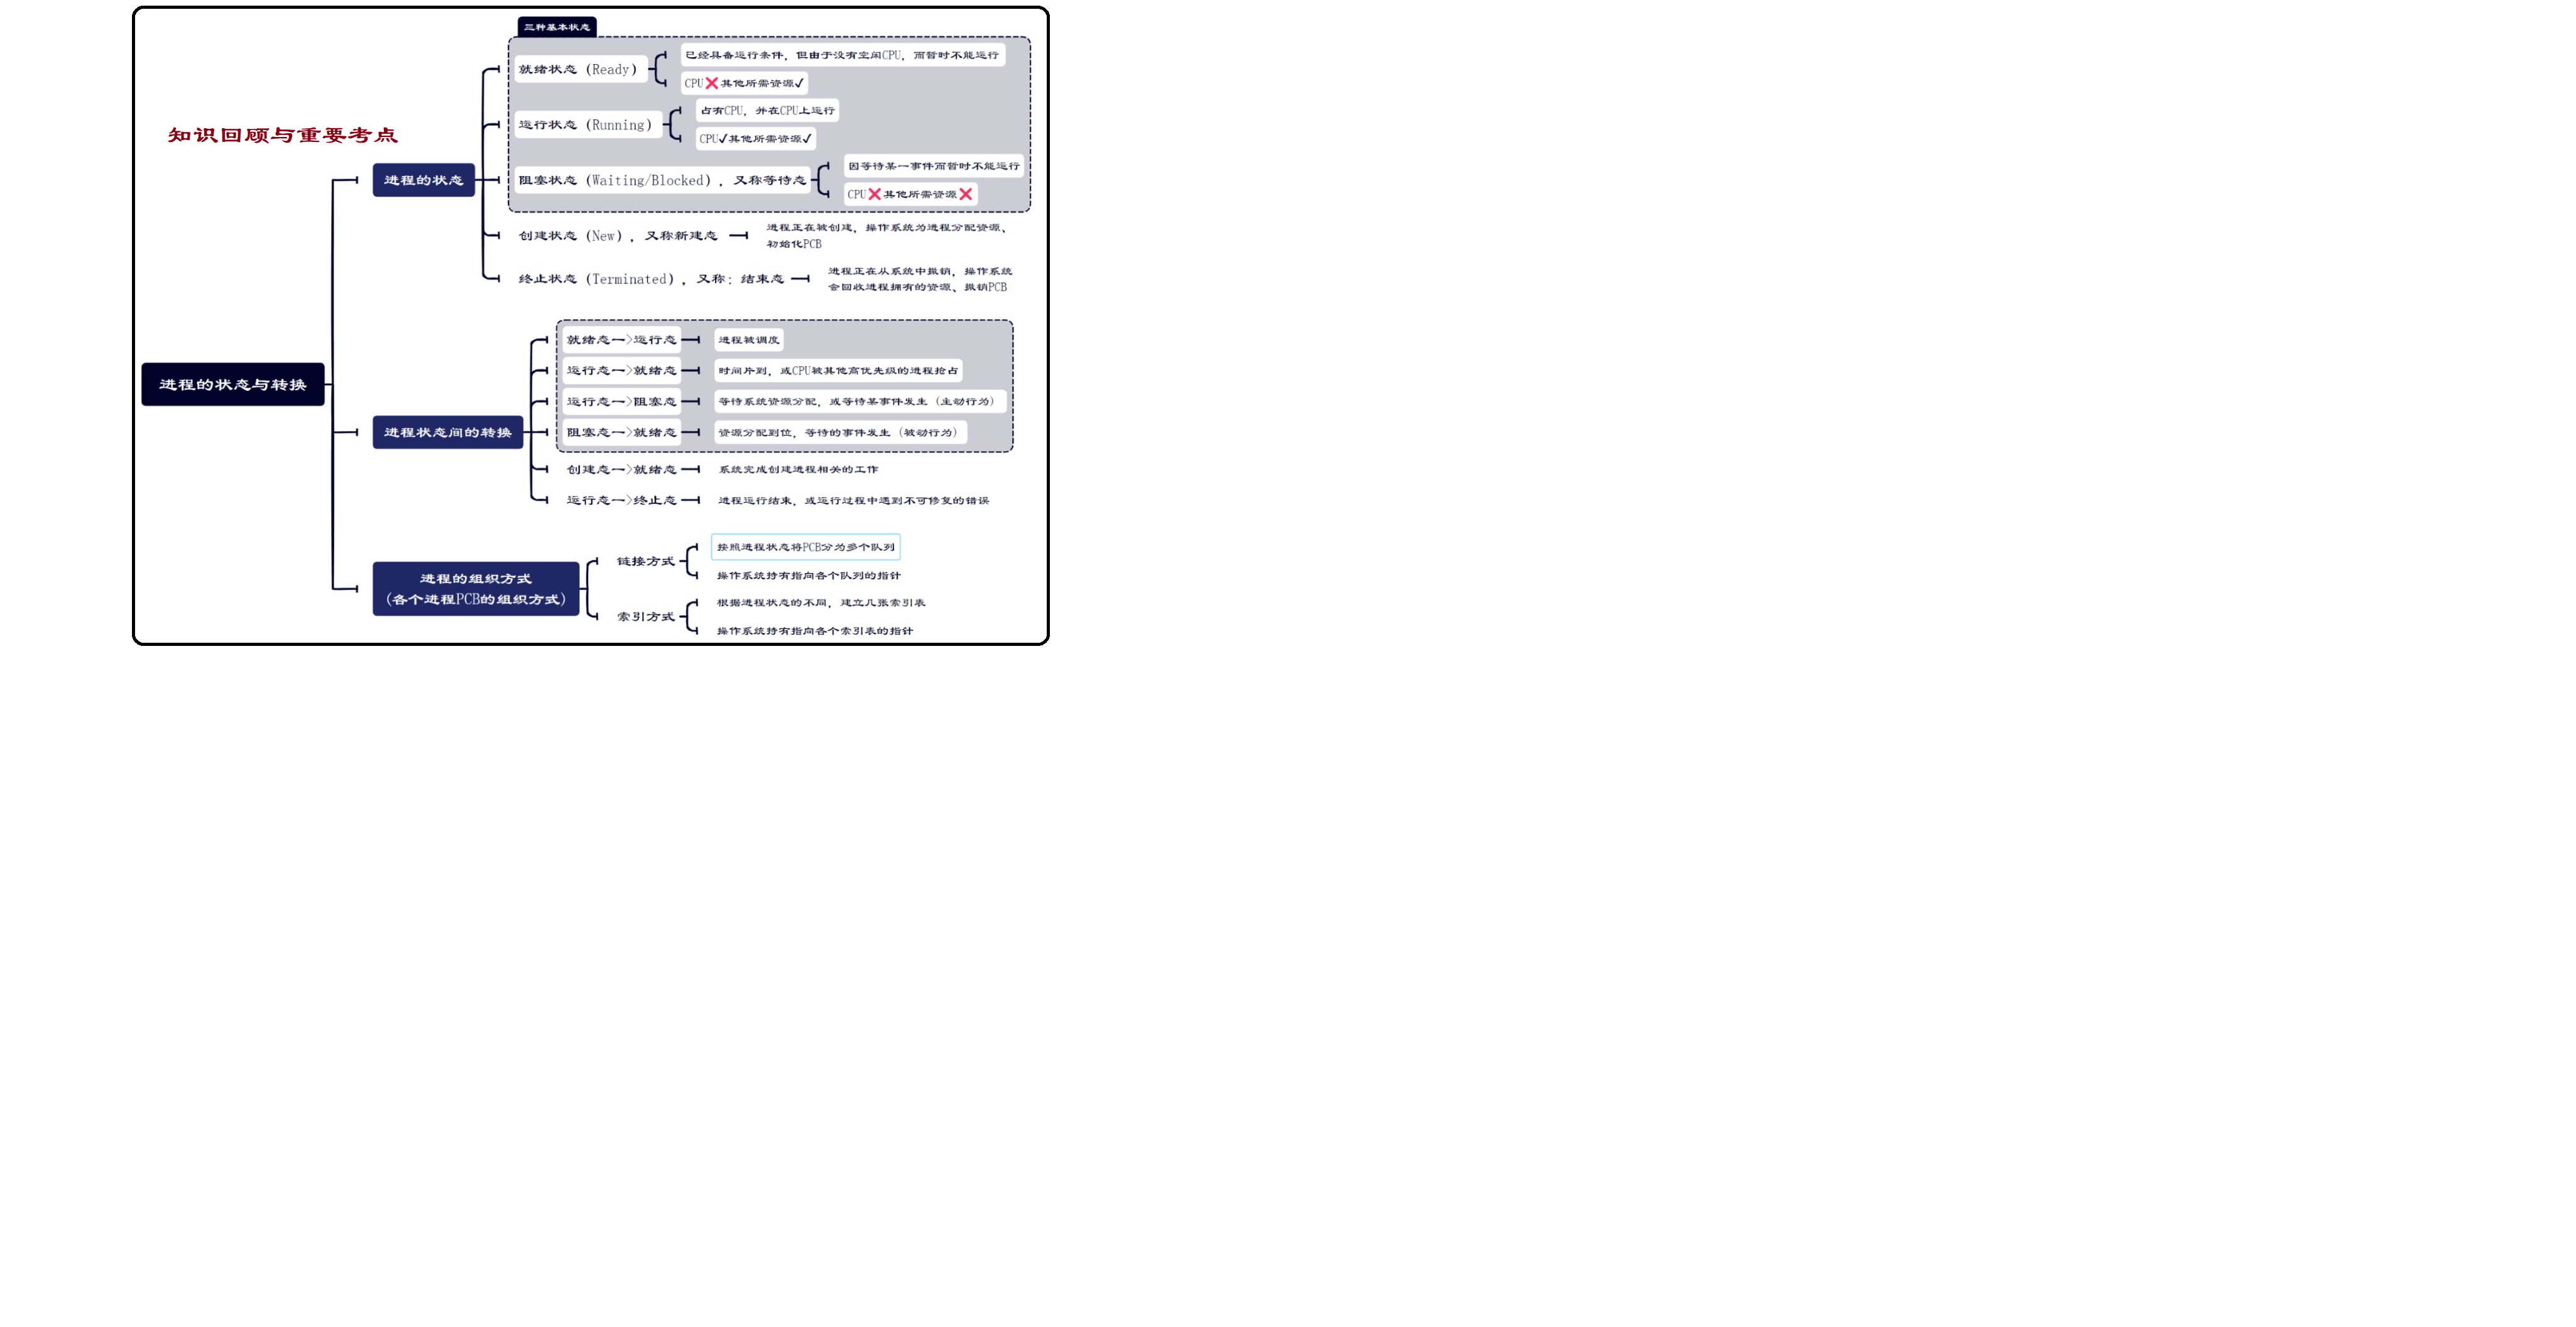 知识回顾与重要考点
进程的状态与转换
进程的状态
三种基本状态
就绪状态（Ready）
已经具备运行条件，但由于没有空闲CPU，而暂时不能运行
CPU❌其他所需资源✓
运行状态（Running）
占有CPU，并在CPU上运行
CPU✓其他所需资源✓
阻塞状态（Waiting/Blocked），又称等待态
因等待某一事件而暂时不能运行
CPU❌其他所需资源❌
创建状态（New），又称新建态
进程正在被创建，操作系统为进程分配资源、
初始化PCB
终止状态（Terminated），又称：结束态
进程正在从系统中撤销，操作系统
会回收进程拥有的资源、撤销PCB
进程状态间的转换
就绪态—>运行态
进程被调度
运行态—>就绪态
时间片到，或CPU被其他高优先级的进程抢占
运行态—>阻塞态
等待系统资源分配，或等待某事件发生（主动行为）
阻塞态—>就绪态
资源分配到位，等待的事件发生（被动行为）
创建态—>就绪态
系统完成创建进程相关的工作
运行态—>终止态
进程运行结束，或运行过程中遇到不可修复的错误
进程的组织方式
（各个进程PCB的组织方式）
链接方式
按照进程状态将PCB分为多个队列
操作系统持有指向各个队列的指针
索引方式
根据进程状态的不同，建立几张索引表
操作系统持有指向各个索引表的指针